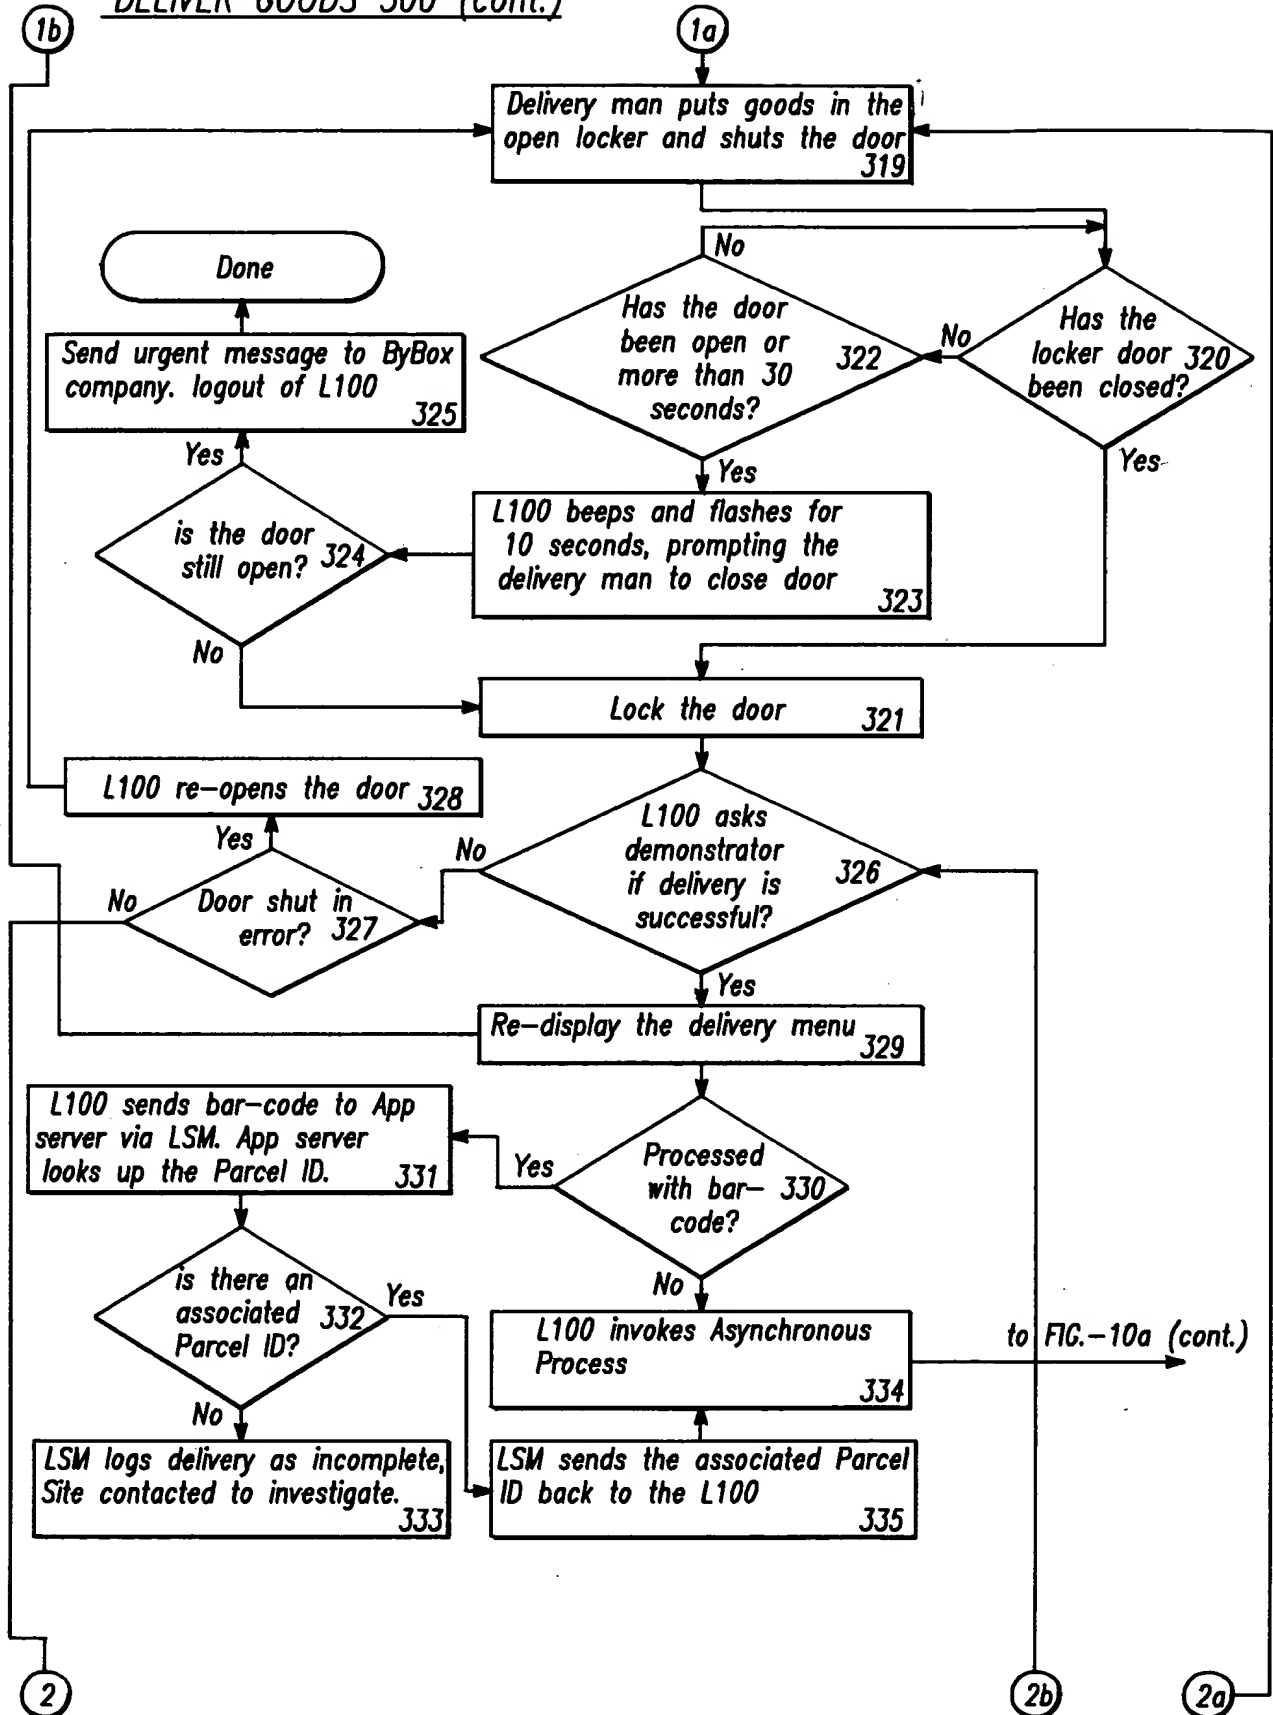 DELIVER GOODS 300 (cont.)
1b
1a
Delivery man puts goods in the
open locker and shuts the door
319
Done
No
Has the door
been open or
more than 30
seconds?
322
No
Has the
locker door
been closed?
320
Send urgent message to ByBox
company. logout of L100
325
Yes
Yes
Yes
is the door
still open?
324
L100 beeps and flashes for
10 seconds, prompting the
delivery man to close door
323
No
Lock the door
321
L100 re-opens the door
328
Yes
No
L100 asks
demonstrator
if delivery is
successful?
326
No
Door shut in
error?
327
Yes
Re-display the delivery menu
329
L100 sends bar-code to App
server via LSM. App server
looks up the Parcel ID.
331
Yes
Processed
with bar-
code?
330
is there an
associated
Parcel ID?
332
Yes
No
L100 invokes Asynchronous
Process
334
to FIG.-10a (cont.)
No
LSM logs delivery as incomplete,
Site contacted to investigate.
333
LSM sends the associated Parcel
ID back to the L100
335
2
2b
2a